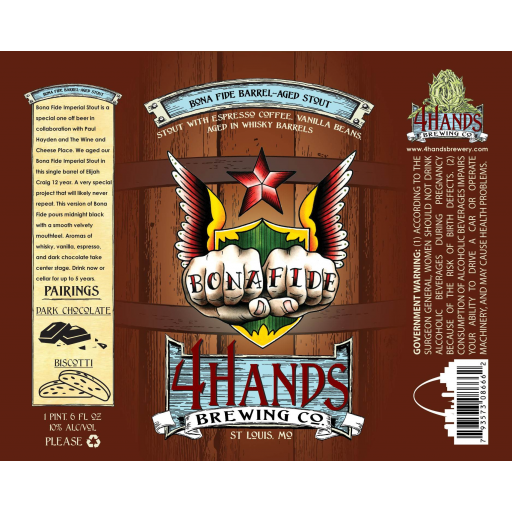 BONA FIDE BARREL-AGED STOUT
Bona Fide Imperial Stout is a
special one off beer in
collaboration with Paul
Hayden and The Wine and
Cheese Place. We aged our
Bona Fide Imperial Stout in
this single barrel of Elijah
Craig 12 year. A very special
project that will likely never
repeat. This version of Bona
Fide pours midnight black
with a smooth velvety
mouthfeel. Aromas of
whisky, vanilla, espresso,
and dark chocolate take
center stage. Drink now or
cellar for up to 5 years.
PAIRINGS
DARK CHOCOLATE
BISCOTTI
1 PINT. 6 FL OZ
10% ALC/VOL
PLEASE
BONA FIDE BARREL-AGED STOUT
STOUT WITH ESPRESSO COFFEE, VANILLA BEANS,
AGED IN WHISKY BARRELS
BONA FIDE
4HANDS
BREWING CO.
ST LOUIS, MO
4HANDS
BREWING CO.
www.4handsbrewery.com
GOVERNMENT WARNING: (1) ACCORDING TO THE
SURGEON GENERAL, WOMEN SHOULD NOT DRINK
ALCOHOLIC BEVERAGES DURING PREGNANCY
BECAUSE OF THE RISK OF BIRTH DEFECTS. (2)
CONSUMPTION OF ALCOHOLIC BEVERAGES IMPAIRS
YOUR ABILITY TO DRIVE A CAR OR OPERATE
MACHINERY, AND MAY CAUSE HEALTH PROBLEMS.
7 93573 08666 2